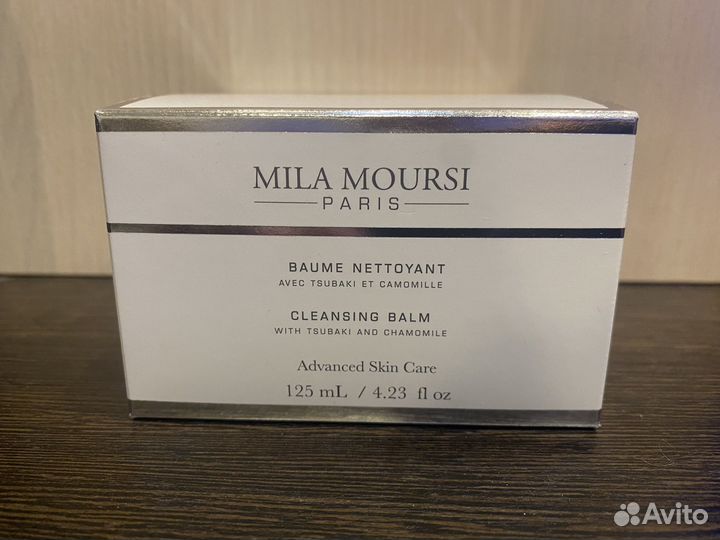 MILA MOURSI
PARIS
BAUME NETTOYANT
AVEC TSUBAKI ET CAMOMILLE
CLEANSING BALM
WITH TSUBAKI AND CHAMOMILE
Advanced Skin Care
125 mL / 4.23 fl oz
Avito